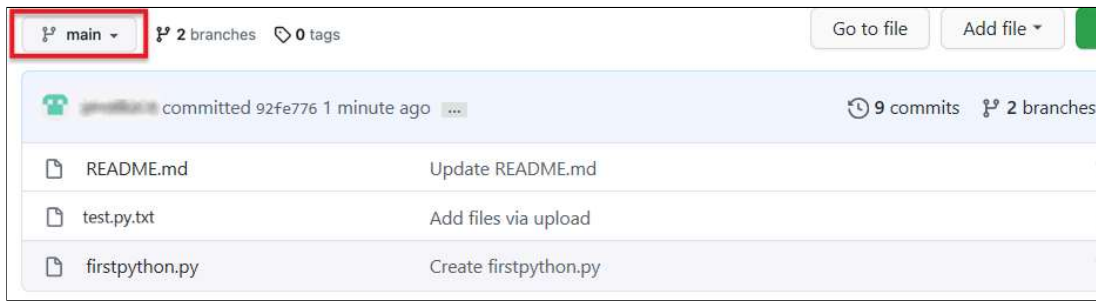 main 2 branches 0 tags Go to file Add file
committed 92fe776 1 minute ago ... 9 commits 2 branches
README.md Update README.md
test.py.txt Add files via upload
firstpython.py Create firstpython.py